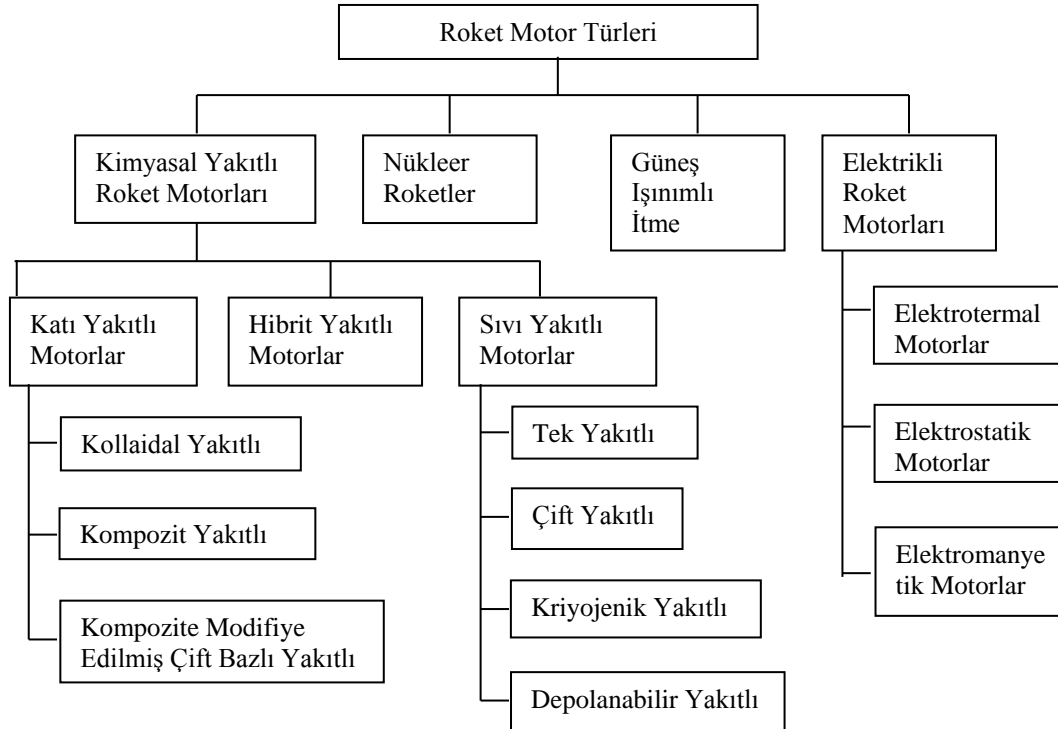 Roket Motor Türleri
Kimyasal Yakıtlı
Roket Motorları
Nükleer
Roketler
Güneş
Işınımlı
İtme
Elektrikli
Roket
Motorları
Katı Yakıtlı
Motorlar
Hibrit Yakıtlı
Motorlar
Sıvı Yakıtlı
Motorlar
Kollaidal Yakıtlı
Kompozit Yakıtlı
Kompozite Modifiye
Edilmiş Çift Bazlı Yakıtlı
Tek Yakıtlı
Çift Yakıtlı
Kriyojenik Yakıtlı
Depolanabilir Yakıtlı
Elektrotermal
Motorlar
Elektrostatik
Motorlar
Elektromanye
tik Motorlar